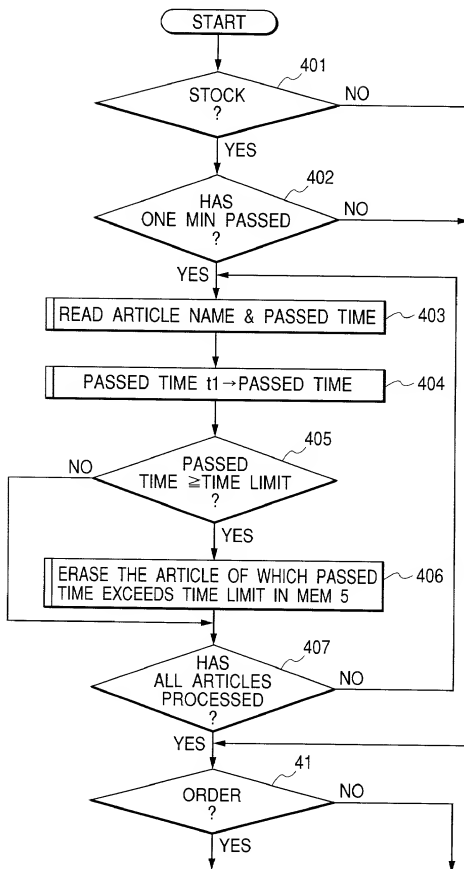 START
401
STOCK
?
NO
YES
402
HAS
ONE MIN PASSED
?
NO
YES
READ ARTICLE NAME & PASSED TIME
403
PASSED TIME t1→PASSED TIME
404
405
NO
PASSED
TIME ≧TIME LIMIT
?
YES
ERASE THE ARTICLE OF WHICH PASSED
TIME EXCEEDS TIME LIMIT IN MEM 5
406
407
HAS
ALL ARTICLES
PROCESSED
?
NO
YES
41
ORDER
?
NO
YES